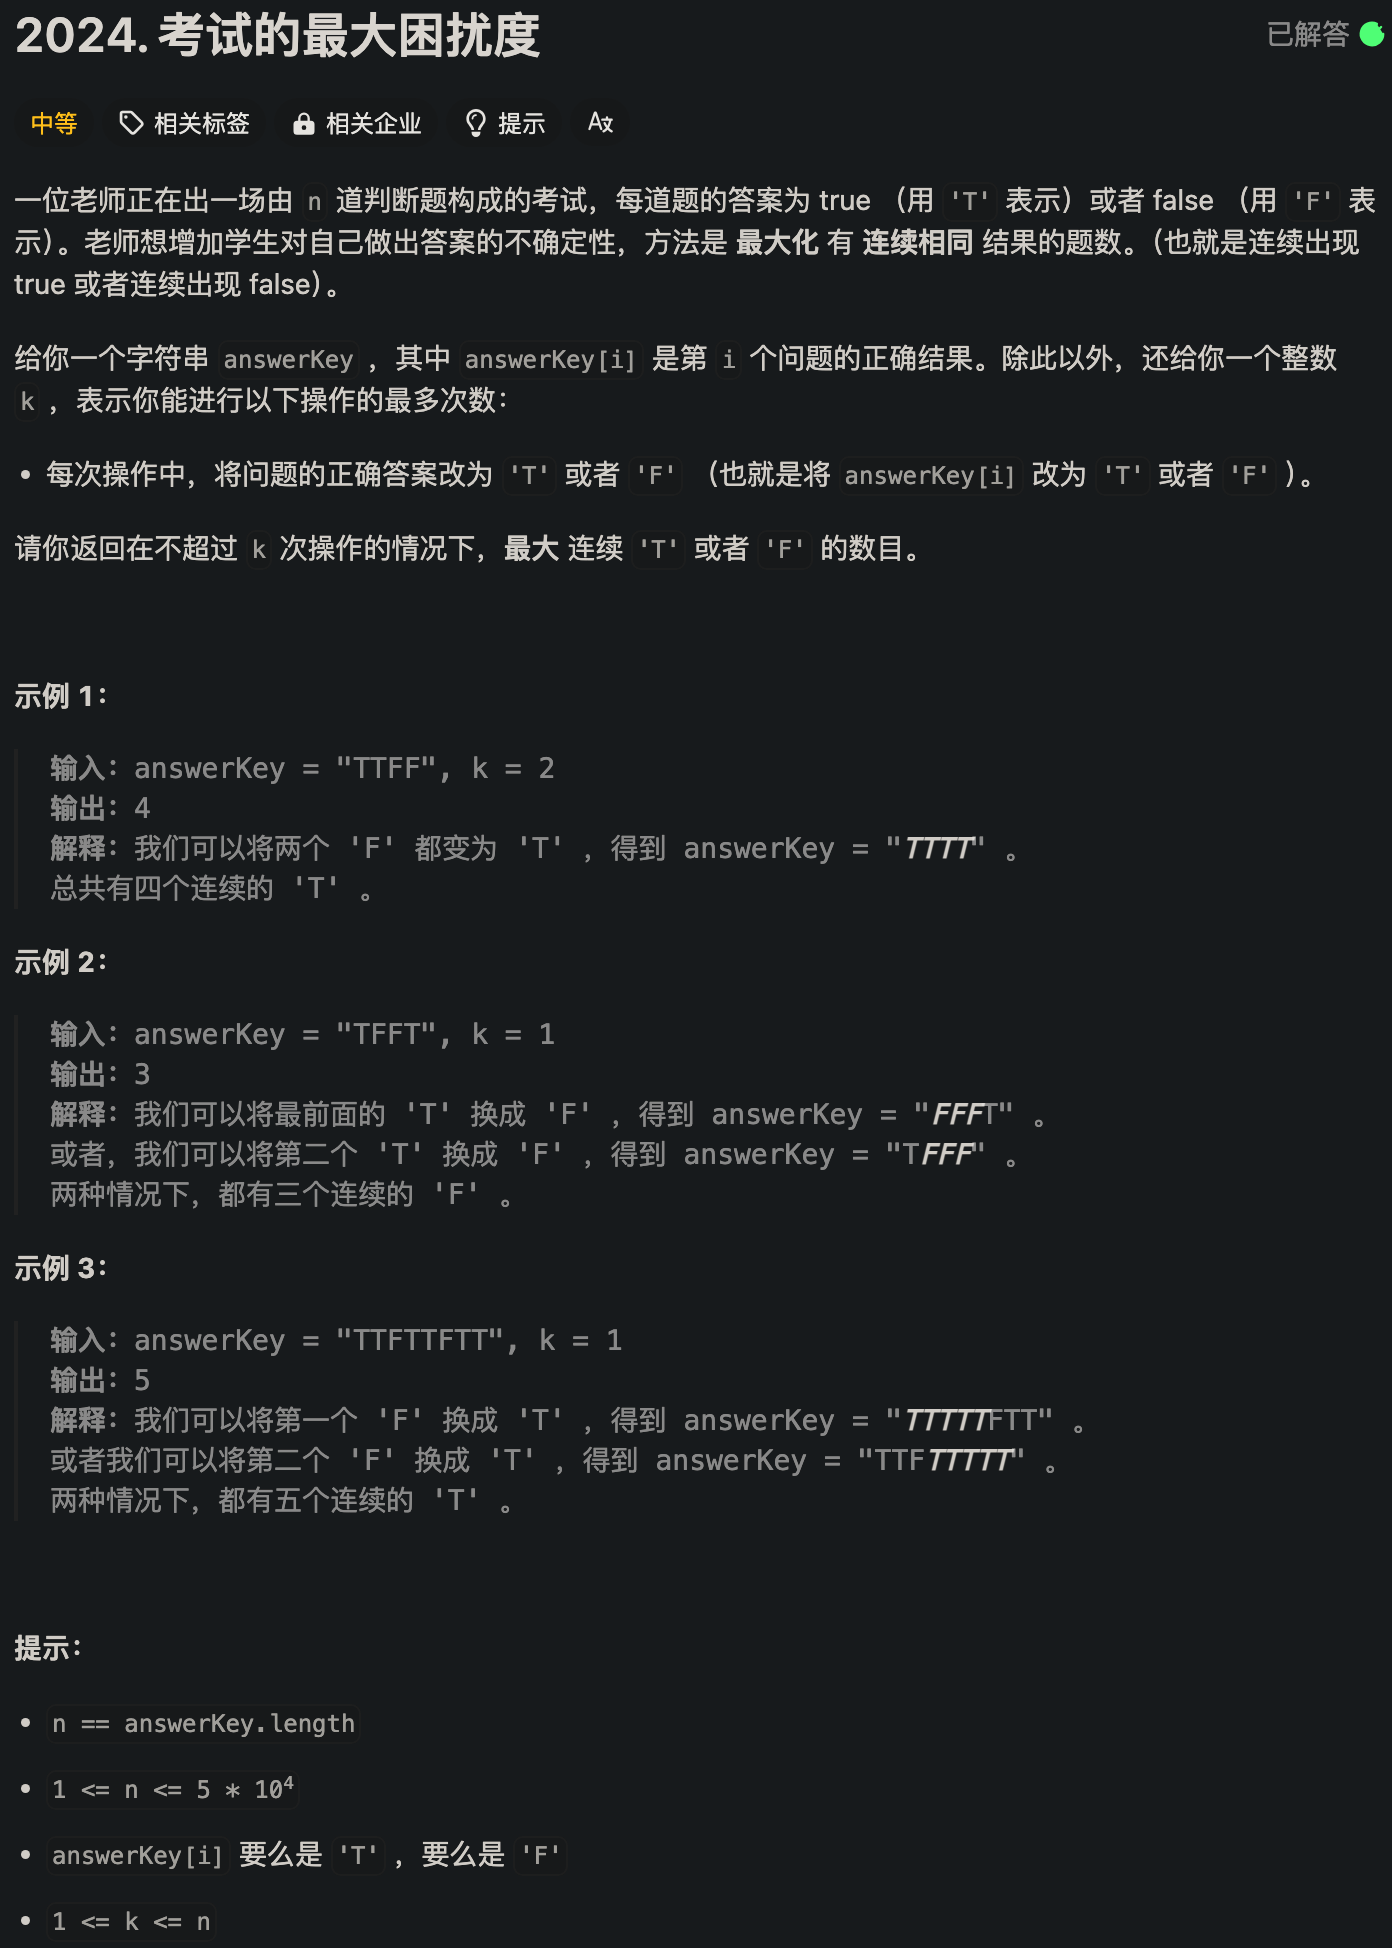 2024. 考试的最大困扰度
已解答
中等 相关标签 相关企业 提示 A文
一位老师正在出一场由 n 道判断题构成的考试，每道题的答案为 true （用 'T' 表示）或者 false （用 'F' 表
示）。老师想增加学生对自己做出答案的不确定性，方法是 最大化 有 连续相同 结果的题数。（也就是连续出现
true 或者连续出现 false）。
给你一个字符串 answerKey ，其中 answerKey[i] 是第 i 个问题的正确结果。除此以外，还给你一个整数
k ，表示你能进行以下操作的最多次数：
• 每次操作中，将问题的正确答案改为 'T' 或者 'F' （也就是将 answerKey[i] 改为 'T' 或者 'F' ）。
请你返回在不超过 k 次操作的情况下，最大 连续 'T' 或者 'F' 的数目。
示例 1：
输入：answerKey = "TTFF", k = 2
输出：4
解释：我们可以将两个 'F' 都变为 'T' ，得到 answerKey = "TTTT" 。
总共有四个连续的 'T' 。
示例 2：
输入：answerKey = "TFFT", k = 1
输出：3
解释：我们可以将最前面的 'T' 换成 'F' ，得到 answerKey = "FFFT" 。
或者，我们可以将第二个 'T' 换成 'F' ，得到 answerKey = "TFFF" 。
两种情况下，都有三个连续的 'F' 。
示例 3：
输入：answerKey = "TTFTTFTT", k = 1
输出：5
解释：我们可以将第一个 'F' 换成 'T' ，得到 answerKey = "TTTTTFTT" 。
或者我们可以将第二个 'F' 换成 'T' ，得到 answerKey = "TTFTTTTT" 。
两种情况下，都有五个连续的 'T' 。
提示：
• n == answerKey.length
• 1 <= n <= 5 * 10⁴
• answerKey[i] 要么是 'T' ，要么是 'F'
• 1 <= k <= n